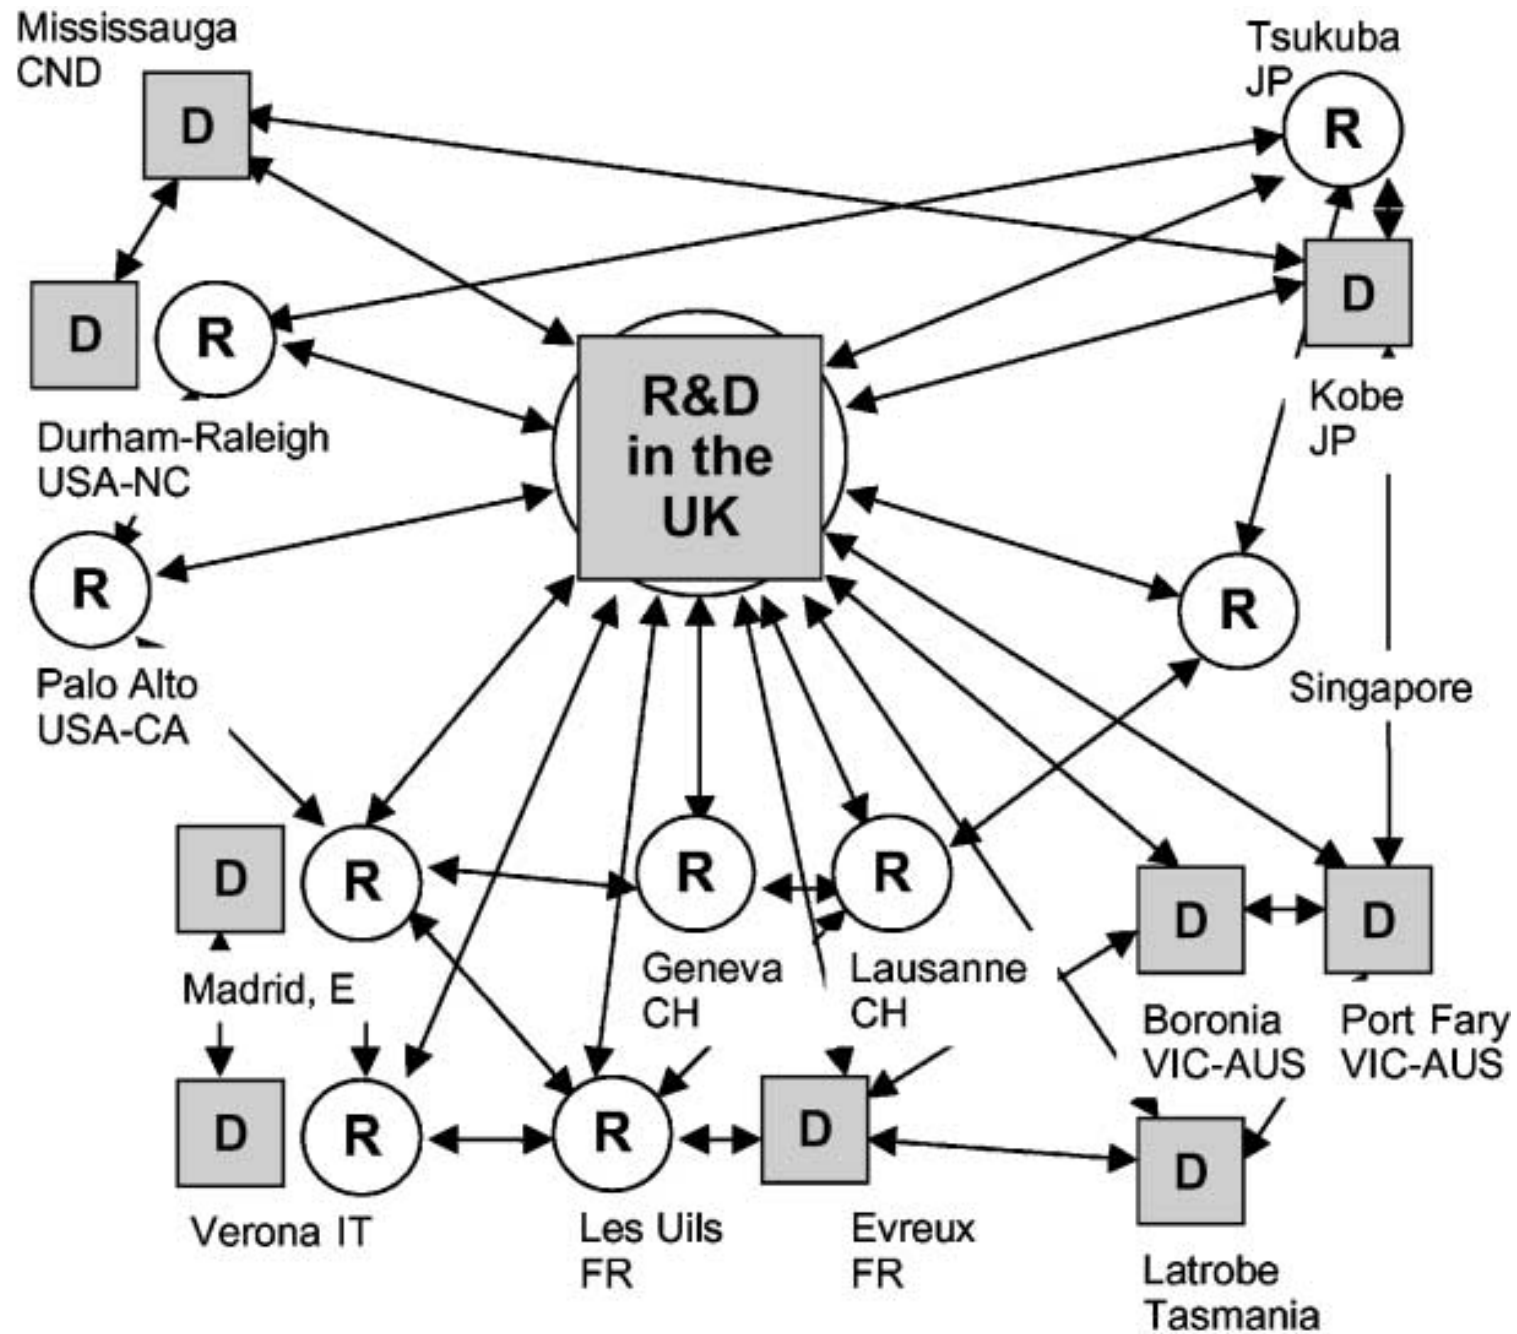 Mississauga
CND
D
Tsukuba
JP
R
D
R
Durham-Raleigh
USA-NC
R&D
in the
UK
D
Kobe
JP
R
Palo Alto
USA-CA
R
Singapore
D
R
Madrid, E
R
Geneva
CH
R
Lausanne
CH
D
Boronia
VIC-AUS
D
Port Fary
VIC-AUS
D
R
Verona IT
R
Les Uils
FR
D
Evreux
FR
D
Latrobe
Tasmania